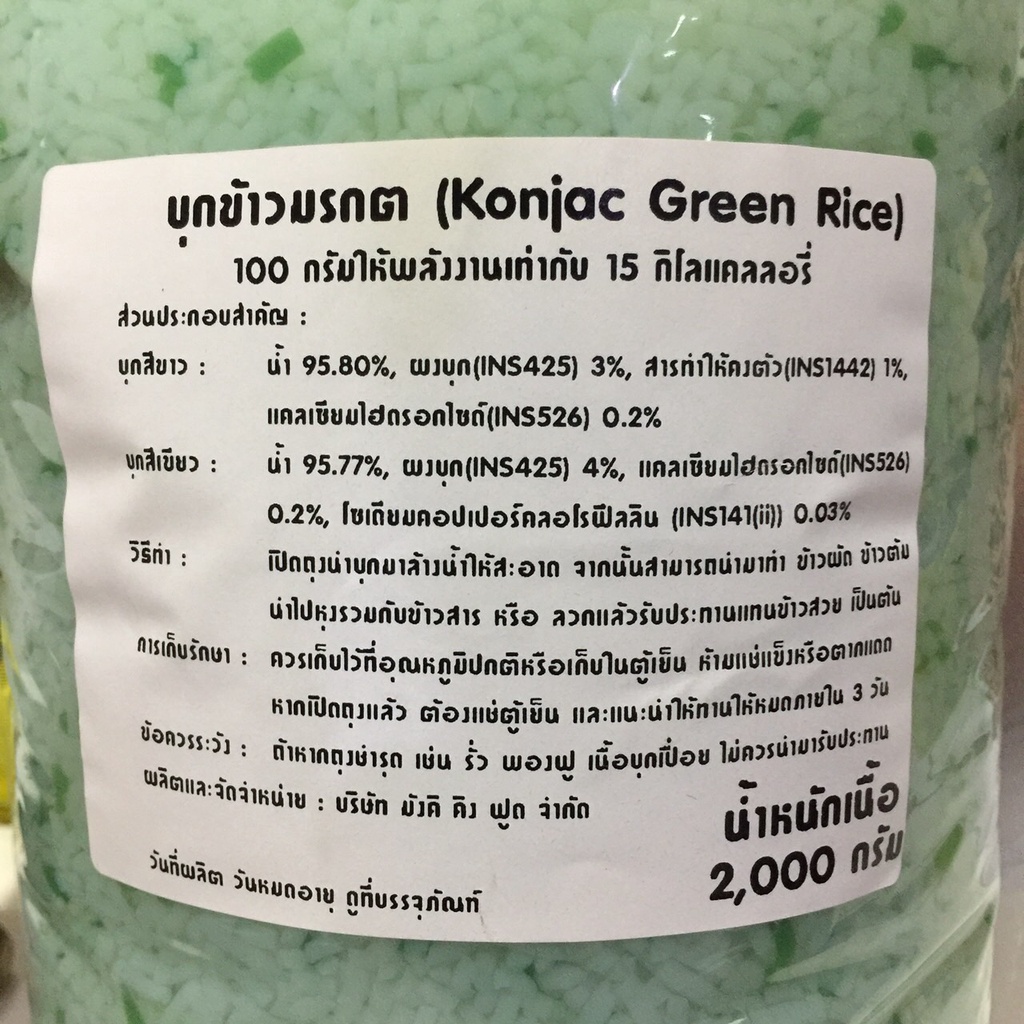 บุกข้าวมรกต (Konjac Green Rice)
100 กรัมให้พลังงานเท่ากับ 15 กิโลแคลลอรี่
ส่วนประกอบสำคัญ :
บุกสีขาว : น้ำ 95.80%, ผงบุก(INS425) 3%, สารทำให้คงตัว(INS1442) 1%,
แคลเซียมไฮดรอกไซด์(INS526) 0.2%
บุกสีเขียว : น้ำ 95.77%, ผงบุก(INS425) 4%, แคลเซียมไฮดรอกไซด์(INS526)
0.2%, โซเดียมคอปเปอร์คลอโรฟีลลิน (INS141(ii)) 0.03%
วิธีทำ : เปิดถุงนำบุกมาล้างน้ำให้สะอาด จากนั้นสามารถนำมาทำ ข้าวผัด ข้าวต้ม
นำไปหุงรวมกับข้าวสาร หรือ ลวกแล้วรับประทานแทนข้าวสวย เป็นต้น
การเก็บรักษา : ควรเก็บไว้ที่อุณหภูมิปกติหรือเก็บในตู้เย็น ห้ามแช่แข็งหรือตากแดด
หากเปิดถุงแล้ว ต้องแช่ตู้เย็น และแนะนำให้ทานให้หมดภายใน 3 วัน
ข้อควรระวัง : ถ้าหากถุงชำรุด เช่น รั่ว พองฟู เนื้อบุกเปื่อย ไม่ควรนำมารับประทาน
ผลิตและจัดจำหน่าย : บริษัท มังคิ คิง ฟูด จำกัด
น้ำหนักเนื้อ
2,000 กรัม
วันที่ผลิต วันหมดอายุ ดูที่บรรจุภัณฑ์